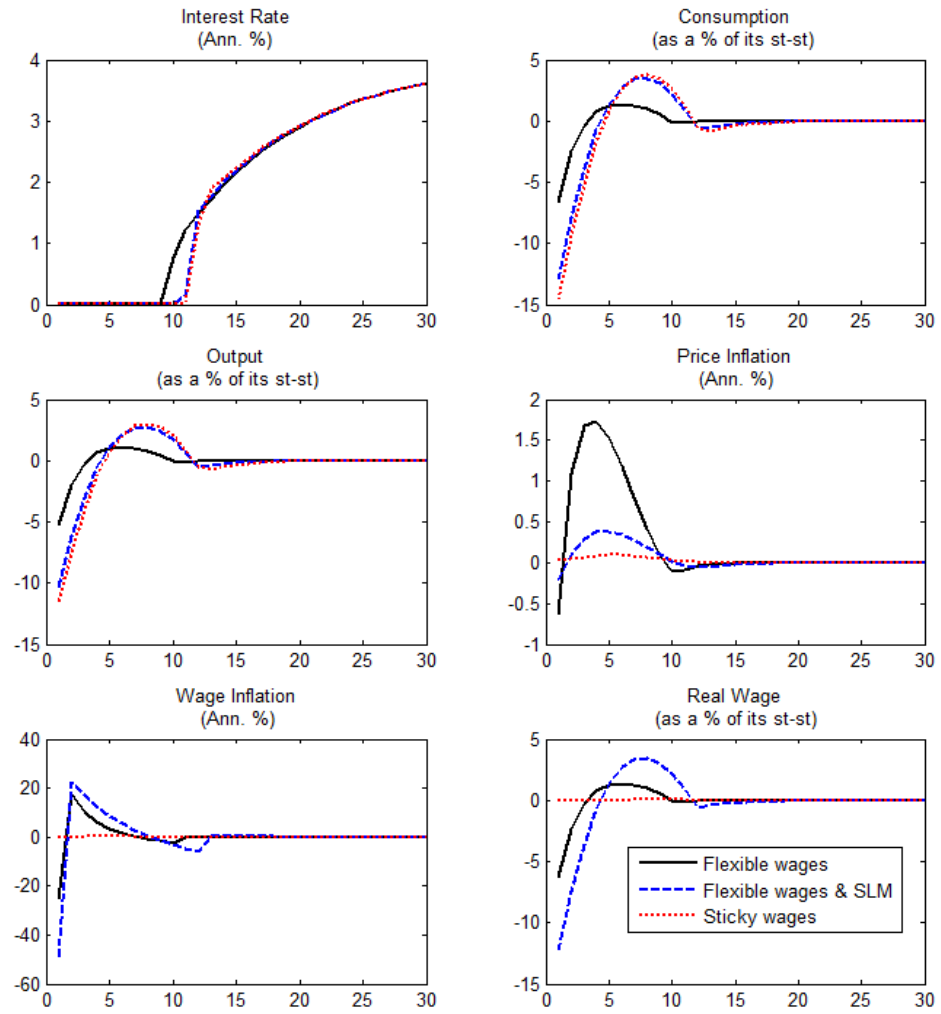 Interest Rate
(Ann. %)
4
3
2
1
0
0 5 10 15 20 25 30
Consumption
(as a % of its st-st)
5
0
-5
-10
-15
0 5 10 15 20 25 30
Output
(as a % of its st-st)
5
0
-5
-10
-15
0 5 10 15 20 25 30
Price Inflation
(Ann. %)
2
1.5
1
0.5
0
-0.5
-1
0 5 10 15 20 25 30
Wage Inflation
(Ann. %)
40
20
0
-20
-40
-60
0 5 10 15 20 25 30
Real Wage
(as a % of its st-st)
5
0
-5
-10
-15
0 5 10 15 20 25 30
Flexible wages
Flexible wages & SLM
Sticky wages